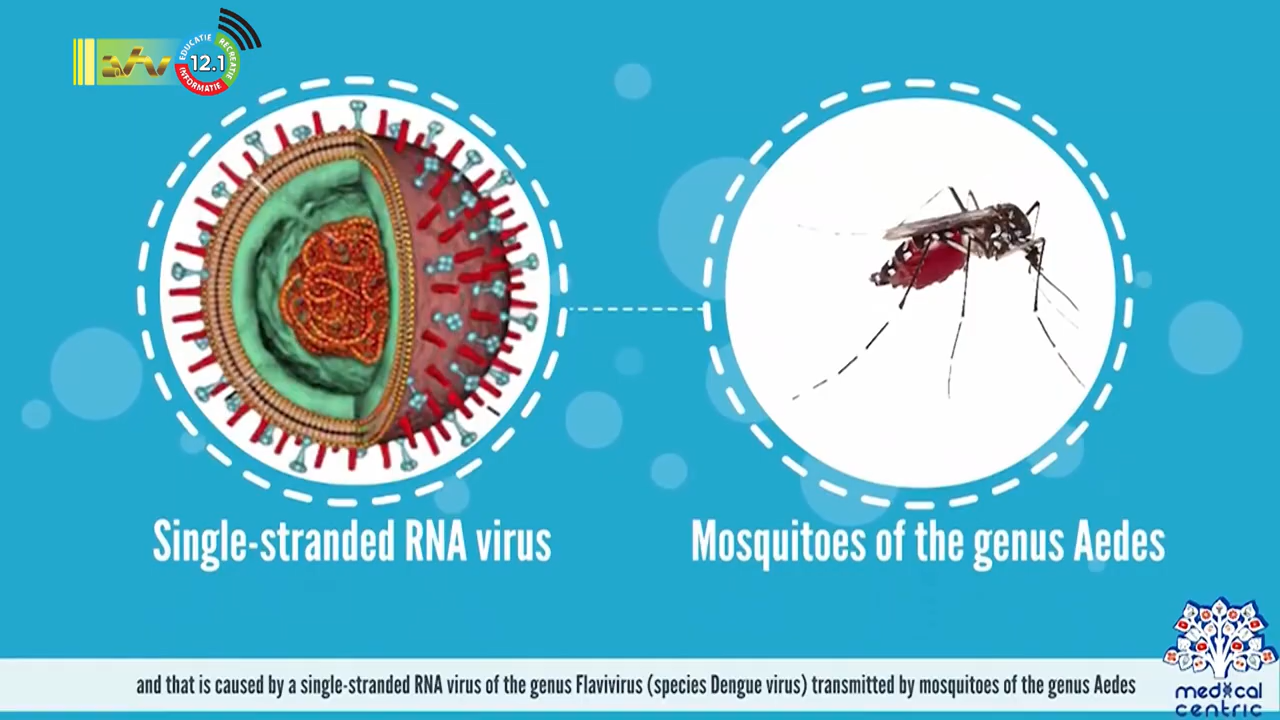 EDUCATIE
RECREATIE
INFORMATIE
12.1
Single-stranded RNA virus
Mosquitoes of the genus Aedes
and that is caused by a single-stranded RNA virus of the genus Flavivirus (species Dengue virus) transmitted by mosquitoes of the genus Aedes
medical
centric